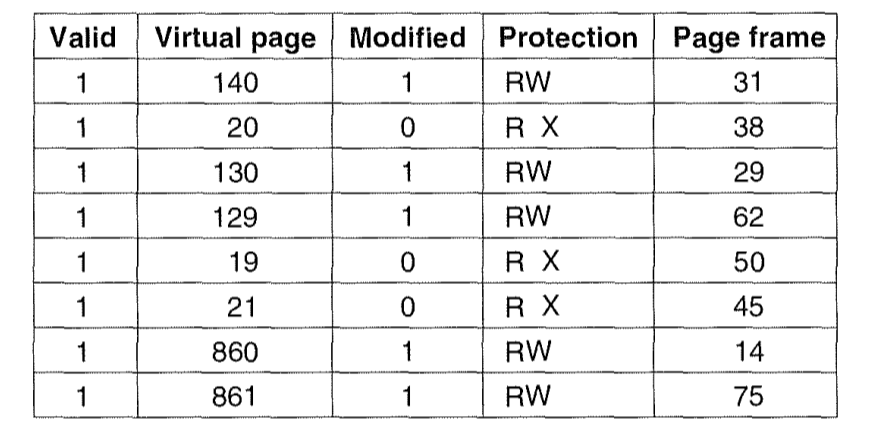 Valid Virtual page Modified Protection Page frame
1 140 1 RW 31
1 20 0 R X 38
1 130 1 RW 29
1 129 1 RW 62
1 19 0 R X 50
1 21 0 R X 45
1 860 1 RW 14
1 861 1 RW 75